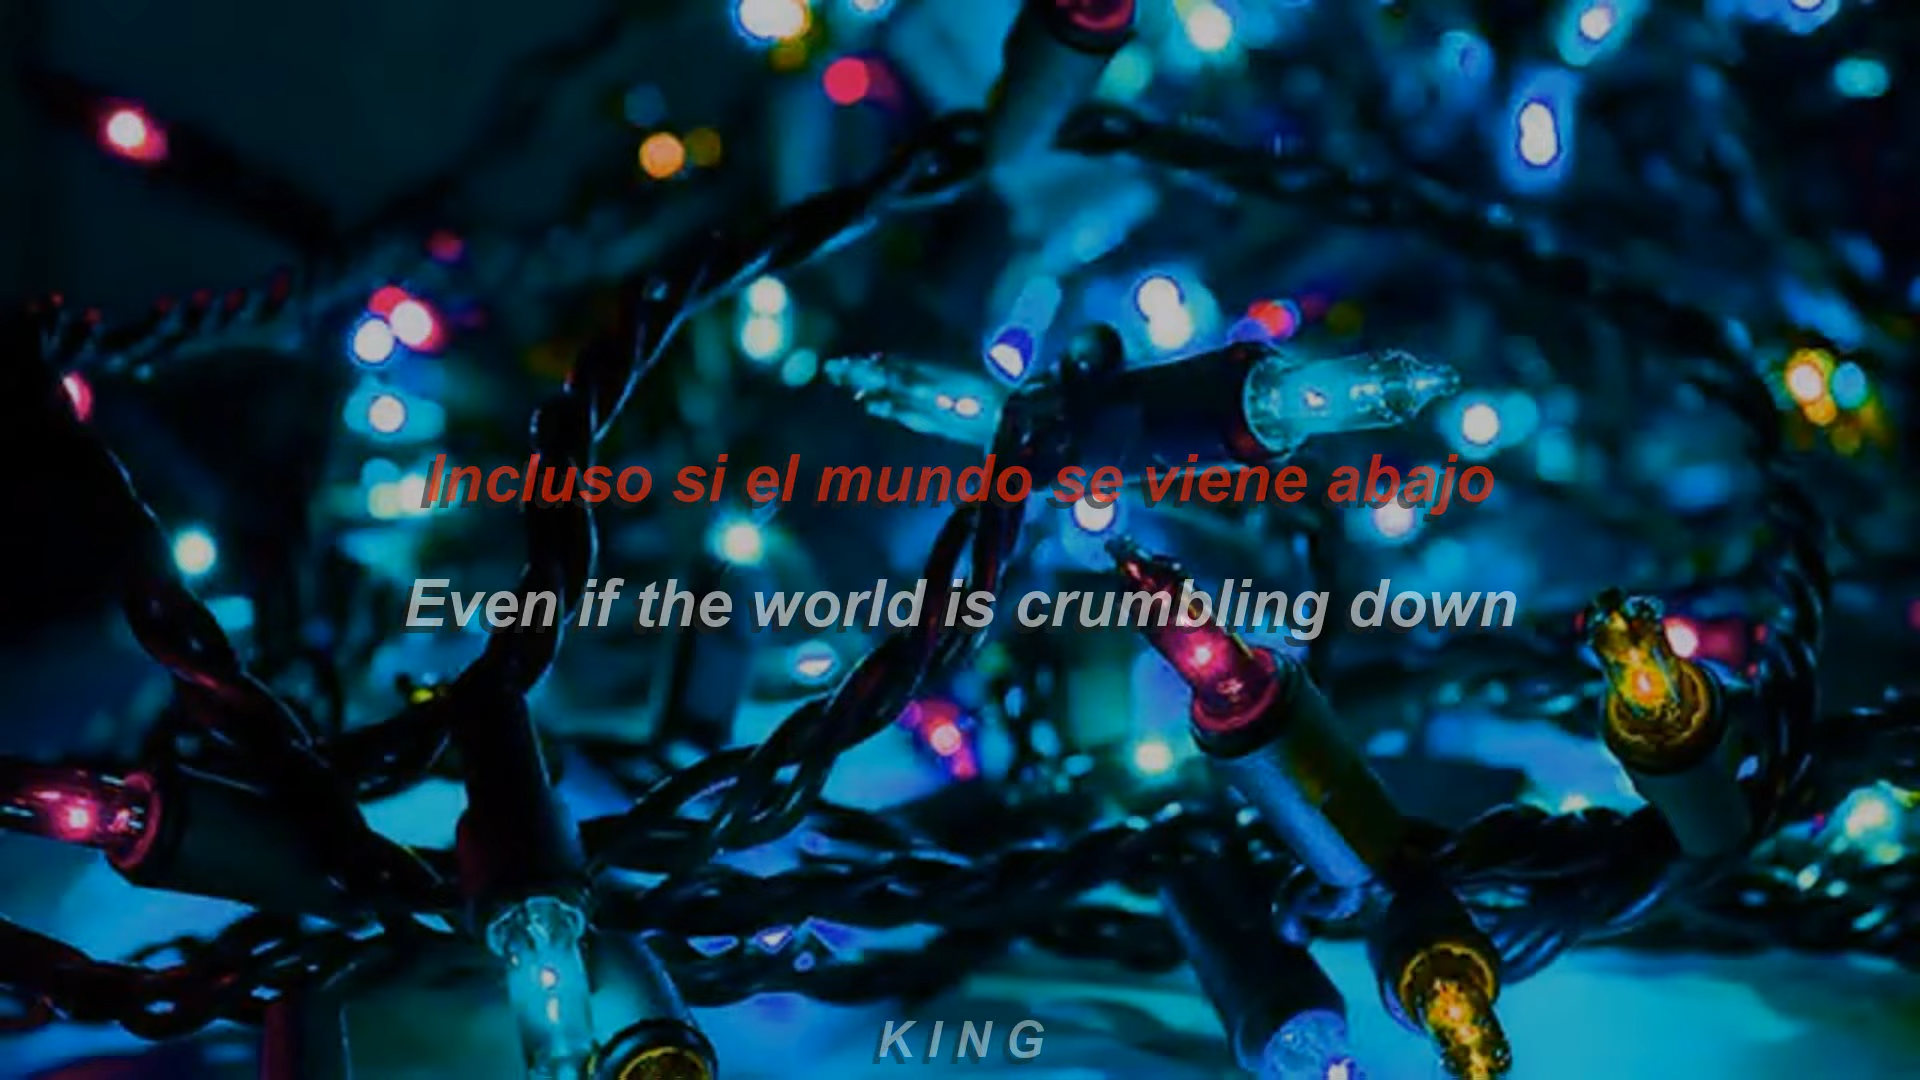 Incluso si el mundo se viene abajo
Even if the world is crumbling down
KING